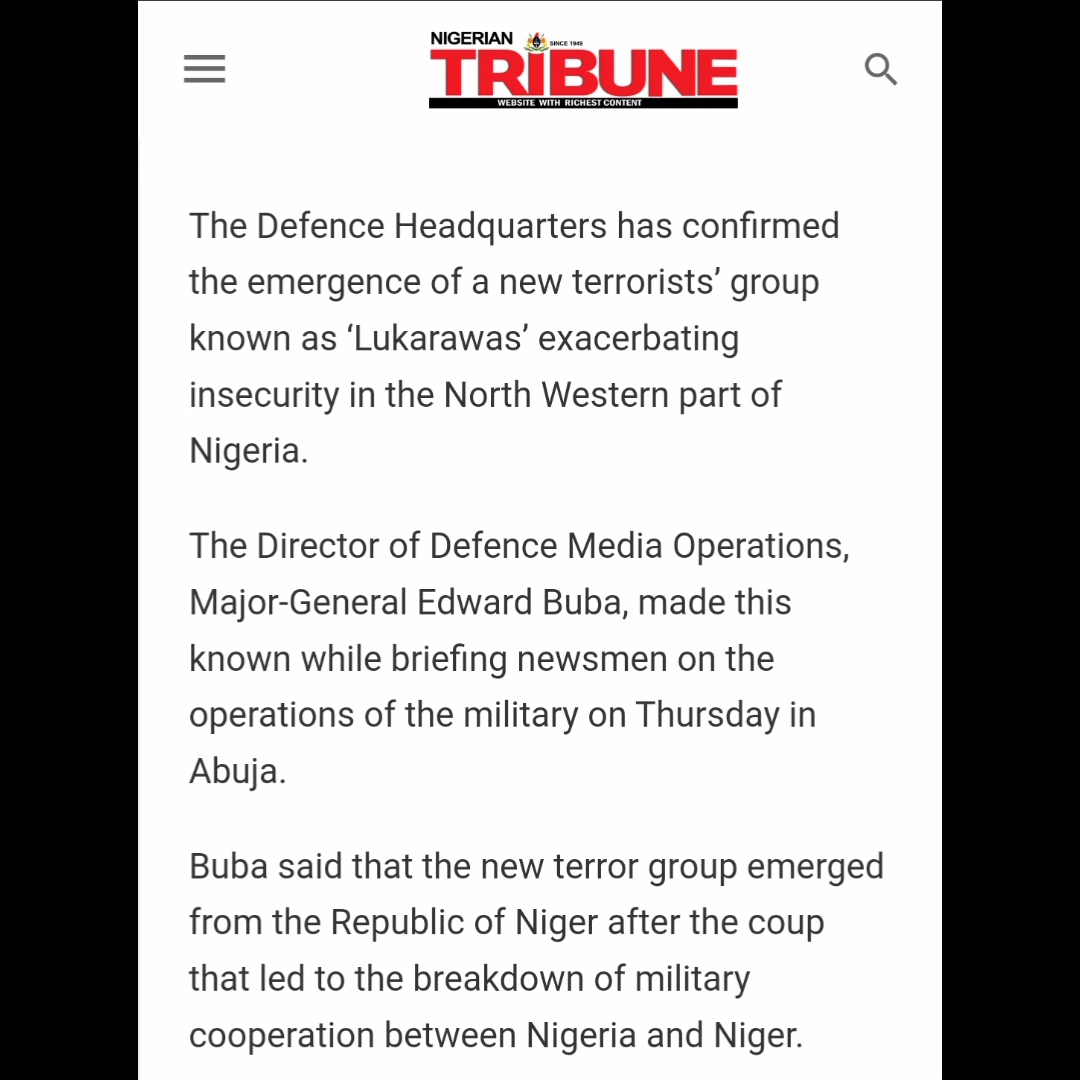 NIGERIAN
SINCE 1949
TRIBUNE
WEBSITE WITH RICHEST CONTENT
The Defence Headquarters has confirmed
the emergence of a new terrorists’ group
known as ‘Lukarawas’ exacerbating
insecurity in the North Western part of
Nigeria.
The Director of Defence Media Operations,
Major-General Edward Buba, made this
known while briefing newsmen on the
operations of the military on Thursday in
Abuja.
Buba said that the new terror group emerged
from the Republic of Niger after the coup
that led to the breakdown of military
cooperation between Nigeria and Niger.